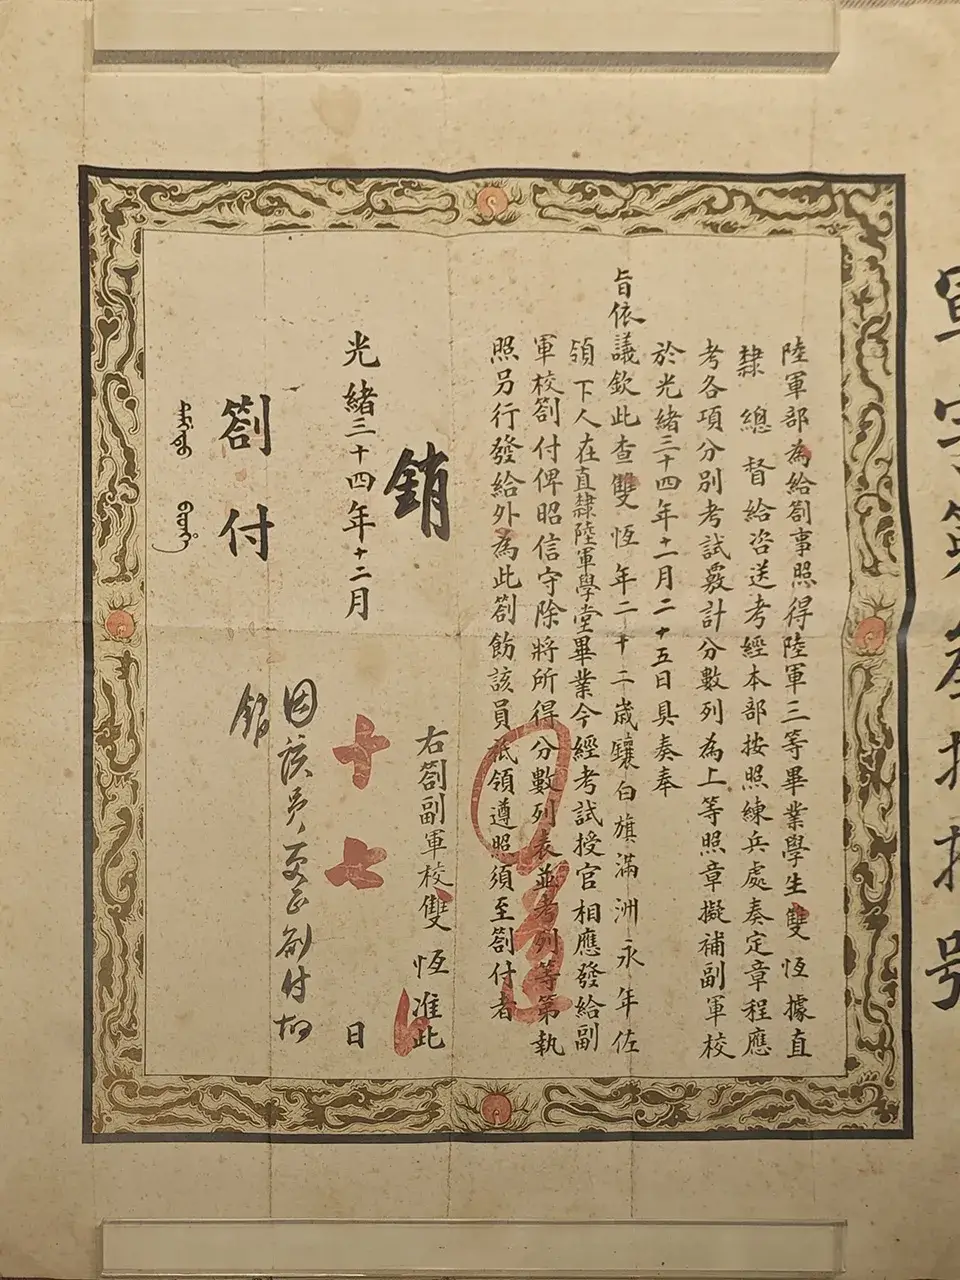 陸軍部為給劄事照得陸軍三等畢業學生雙恆據直
隸總督給咨送考經本部按照練兵處奏定章程應
考各項分別考試覈計分數列為上等照章擬補副軍校
於光緒三十四年十一月二十五日具奏奉
旨依議欽此查雙恆年二十二歲鑲白旗滿洲永年佐
領下人在直隸陸軍學堂畢業今經考試授官相應發給副
軍校劄付俾昭信守除將所得分數列表並考列等第執
照另行發給外為此劄飭該員祗領遵照須至劄付者
右劄副軍校雙恆准此
銷
光緒三十四年十二月
十七
日
因該員交正劄付
銷
劄付